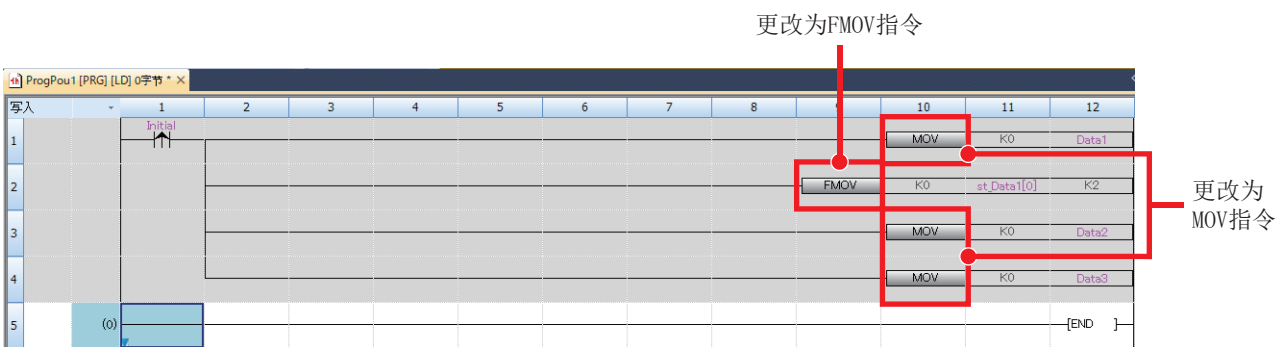 更改为FMOV指令
ProgPou1 [PRG] [LD] 0字节 * ×
写入 1 2 3 4 5 6 7 8 10 11 12
Initial
1 MOV K0 Data1
2 FMOV K0 st_Data1[0] K2
更改为
MOV指令
3 MOV K0 Data2
4 MOV K0 Data3
5 (0) [END ]